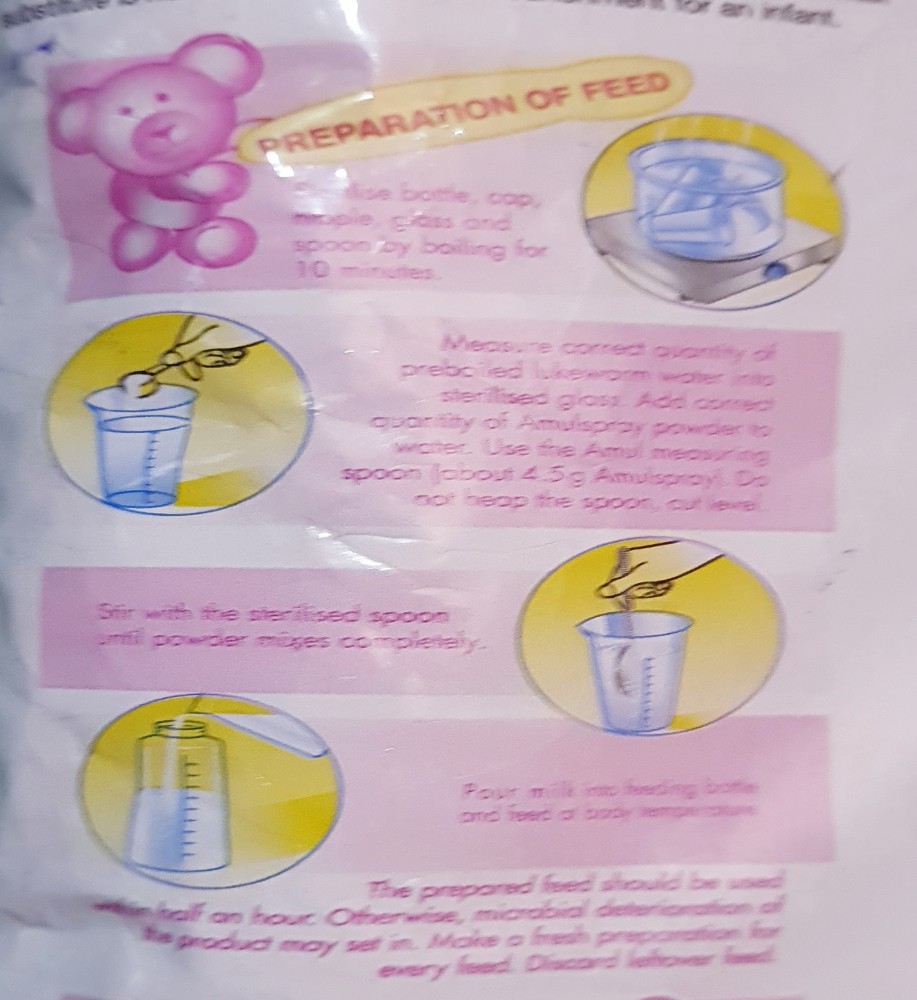 substitute
for an infant.
PREPARATION OF FEED
bottle, cap,
nipple, glass and
spoon by boiling for
10 minutes.
Measure correct quantity of
preboiled lukewarm water into
sterilised glass. Add correct
quantity of Amulspray powder to
water. Use the Amul measuring
spoon (about 4.5g Amulspray). Do
not heap the spoon, cut level.
Stir with the sterilised spoon
until powder mixes completely.
Pour milk into feeding bottle
and feed at body temperature.
The prepared feed should be used
within half an hour. Otherwise, microbial deterioration of
the product may set in. Make a fresh preparation for
every feed. Discard leftover feed.